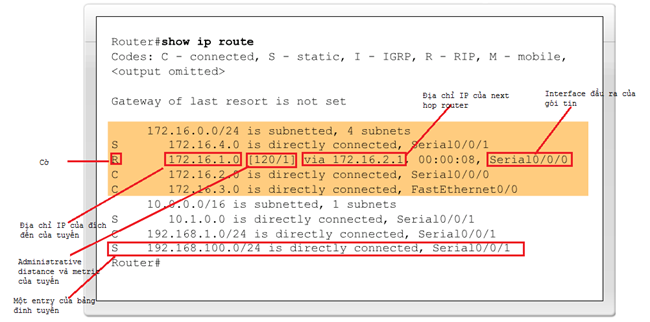 Router#show ip route
Codes: C - connected, S - static, I - IGRP, R - RIP, M - mobile,
<output omitted>
Gateway of last resort is not set
Địa chỉ IP của next
hop router
Interface đầu ra của
gói tin
172.16.0.0/24 is subnetted, 4 subnets
S 172.16.4.0 is directly connected, Serial0/0/1
Cờ
R 172.16.1.0 [120/1] via 172.16.2.1, 00:00:08, Serial0/0/0
C 172.16.2.0 is directly connected, Serial0/0/0
C 172.16.3.0 is directly connected, FastEthernet0/0
10.0.0.0/16 is subnetted, 1 subnets
S 10.1.0.0 is directly connected, Serial0/0/1
C 192.168.1.0/24 is directly connected, Serial0/0/1
S 192.168.100.0/24 is directly connected, Serial0/0/1
Router#
Địa chỉ IP của đích
đến của tuyến
Administrative
distance và metric
của tuyến
Một entry của bảng
định tuyến